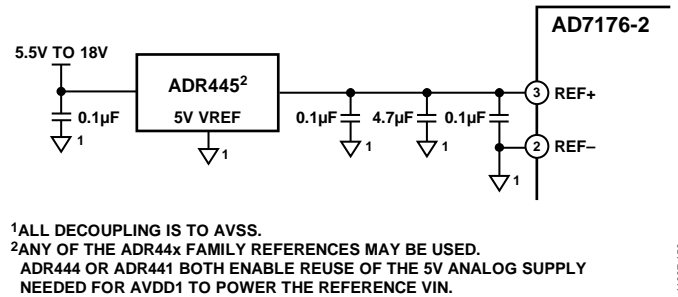 AD7176-2
5.5V TO 18V
ADR445²
5V VREF
0.1µF
1
1
0.1µF
1
4.7µF
1
0.1µF
1
3 REF+
2 REF–
¹ALL DECOUPLING IS TO AVSS.
²ANY OF THE ADR44x FAMILY REFERENCES MAY BE USED.
ADR444 OR ADR441 BOTH ENABLE REUSE OF THE 5V ANALOG SUPPLY
NEEDED FOR AVDD1 TO POWER THE REFERENCE VIN.